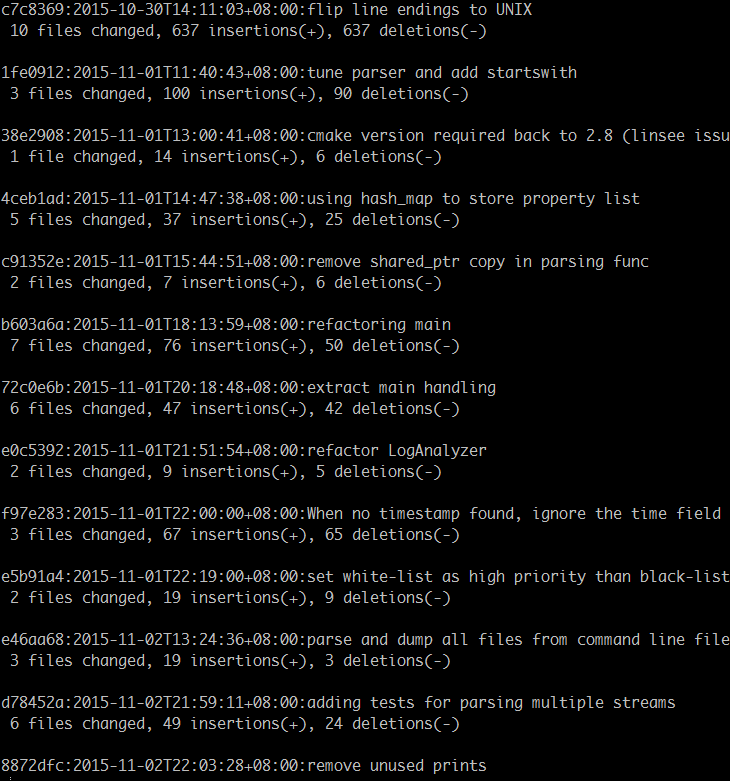 c7c8369:2015-10-30T14:11:03+08:00:flip line endings to UNIX
10 files changed, 637 insertions(+), 637 deletions(-)
1fe0912:2015-11-01T11:40:43+08:00:tune parser and add startswith
3 files changed, 100 insertions(+), 90 deletions(-)
38e2908:2015-11-01T13:00:41+08:00:cmake version required back to 2.8 (linsee issu
1 file changed, 14 insertions(+), 6 deletions(-)
4ceb1ad:2015-11-01T14:47:38+08:00:using hash_map to store property list
5 files changed, 37 insertions(+), 25 deletions(-)
c91352e:2015-11-01T15:44:51+08:00:remove shared_ptr copy in parsing func
2 files changed, 7 insertions(+), 6 deletions(-)
b603a6a:2015-11-01T18:13:59+08:00:refactoring main
7 files changed, 76 insertions(+), 50 deletions(-)
72c0e6b:2015-11-01T20:18:48+08:00:extract main handling
6 files changed, 47 insertions(+), 42 deletions(-)
e0c5392:2015-11-01T21:51:54+08:00:refactor LogAnalyzer
2 files changed, 9 insertions(+), 5 deletions(-)
f97e283:2015-11-01T22:00:00+08:00:When no timestamp found, ignore the time field
3 files changed, 67 insertions(+), 65 deletions(-)
e5b91a4:2015-11-01T22:19:00+08:00:set white-list as high priority than black-list
2 files changed, 19 insertions(+), 9 deletions(-)
e46aa68:2015-11-02T13:24:36+08:00:parse and dump all files from command line file
3 files changed, 19 insertions(+), 3 deletions(-)
d78452a:2015-11-02T21:59:11+08:00:adding tests for parsing multiple streams
6 files changed, 49 insertions(+), 24 deletions(-)
8872dfc:2015-11-02T22:03:28+08:00:remove unused prints